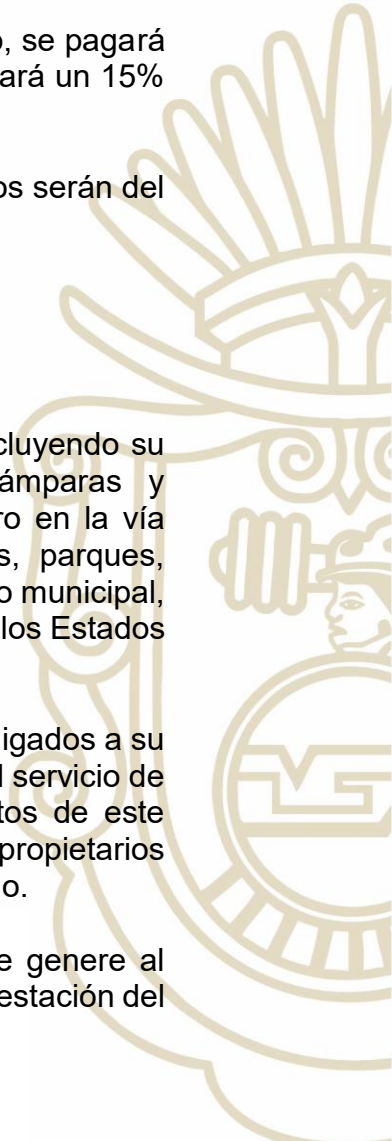 , se pagará
ará un 15%
os serán del
cluyendo su
ámparas y
ro en la vía
s, parques,
o municipal,
los Estados
ligados a su
l servicio de
tos de este
propietarios
o.
e genere al
estación del